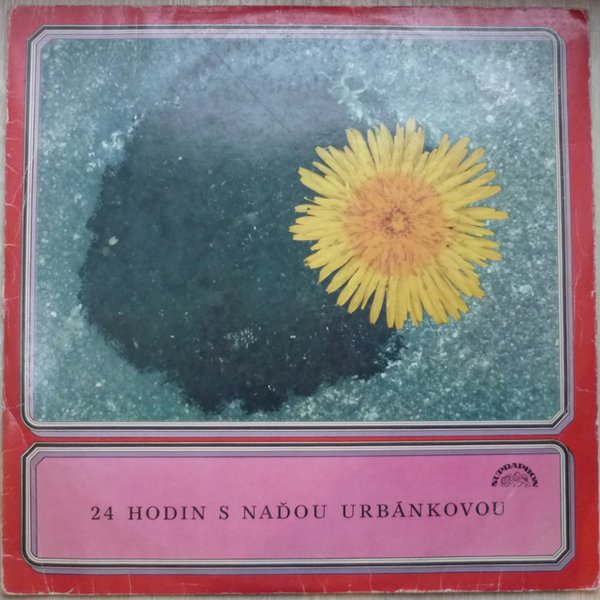 SUPRAPHON
24 HODIN S NAĎOU URBÁNKOVOU